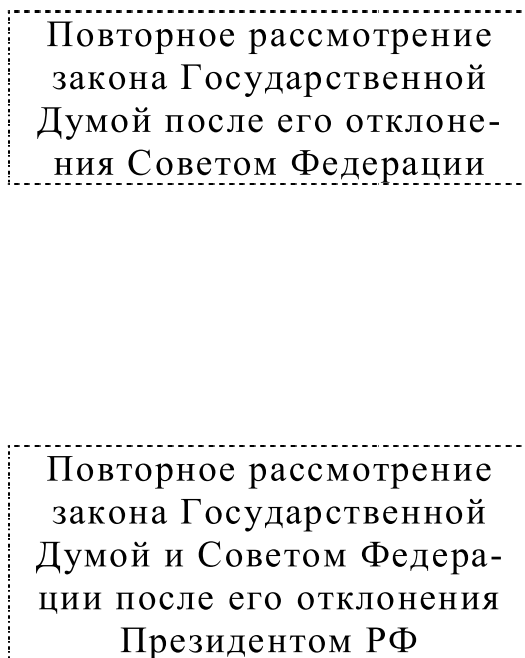 Повторное рассмотрение
закона Государственной
Думой после его отклоне-
ния Советом Федерации
Повторное рассмотрение
закона Государственной
Думой и Советом Федера-
ции после его отклонения
Президентом РФ